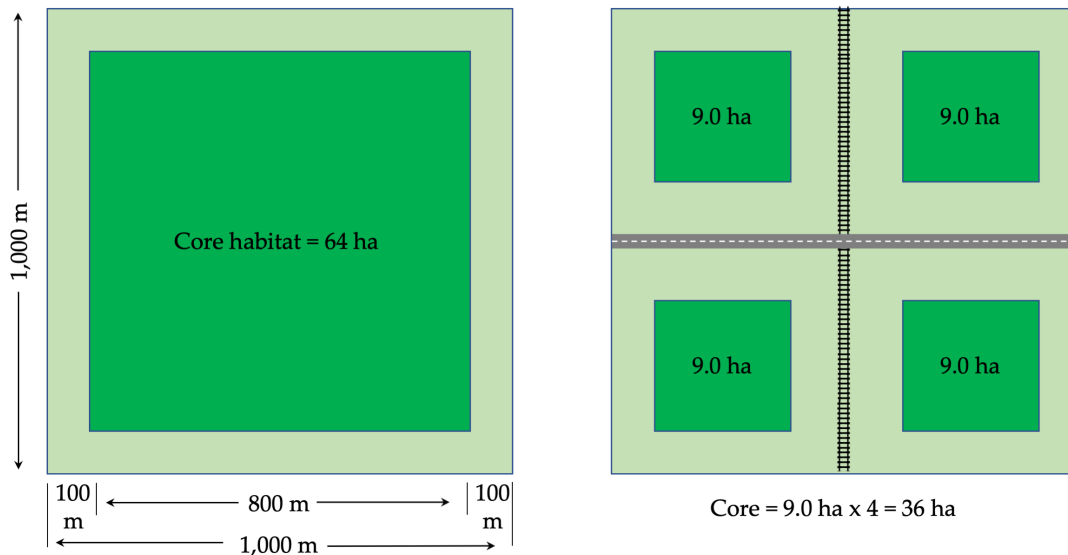 1,000 m
Core habitat = 64 ha
100
m
800 m
100
m
1,000 m
9.0 ha
9.0 ha
9.0 ha
9.0 ha
Core = 9.0 ha x 4 = 36 ha